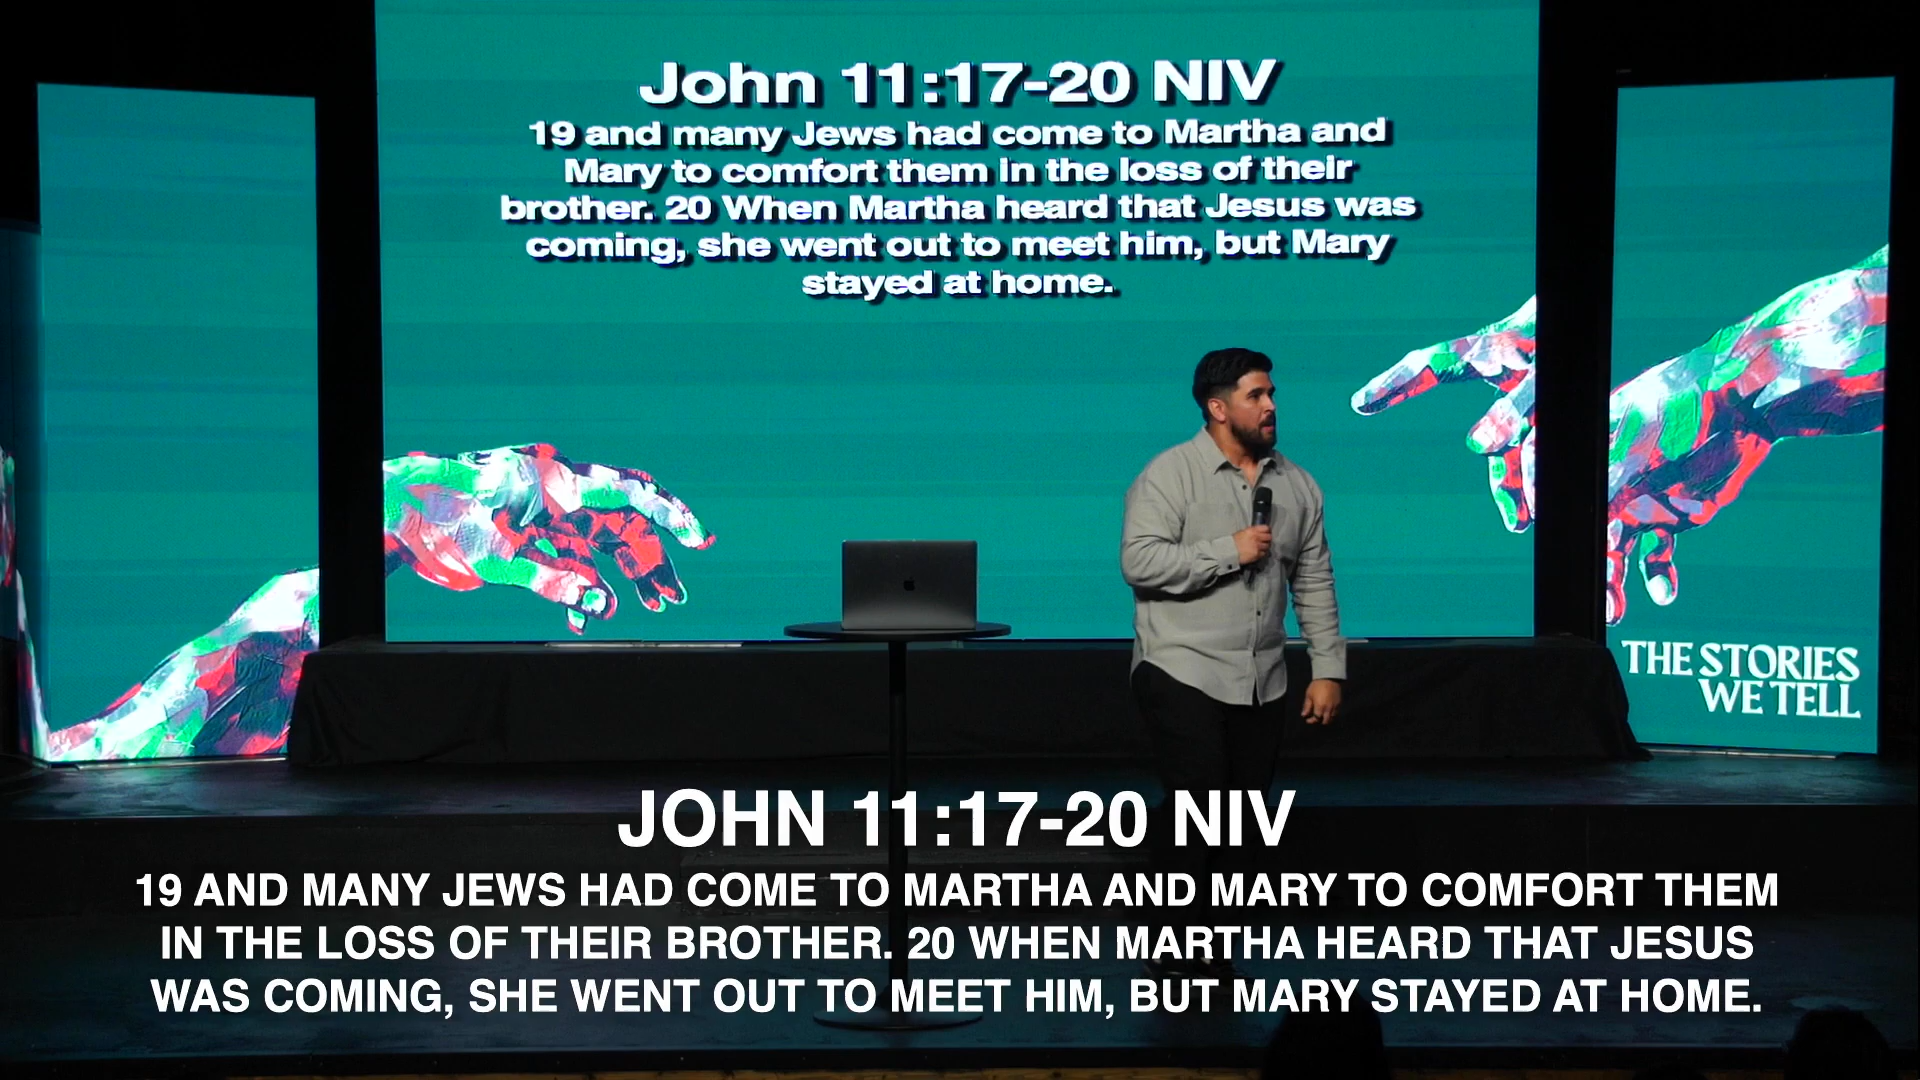 John 11:17-20 NIV
19 and many Jews had come to Martha and
Mary to comfort them in the loss of their
brother. 20 When Martha heard that Jesus was
coming, she went out to meet him, but Mary
stayed at home.
THE STORIES
WE TELL
JOHN 11:17-20 NIV
19 AND MANY JEWS HAD COME TO MARTHA AND MARY TO COMFORT THEM
IN THE LOSS OF THEIR BROTHER. 20 WHEN MARTHA HEARD THAT JESUS
WAS COMING, SHE WENT OUT TO MEET HIM, BUT MARY STAYED AT HOME.